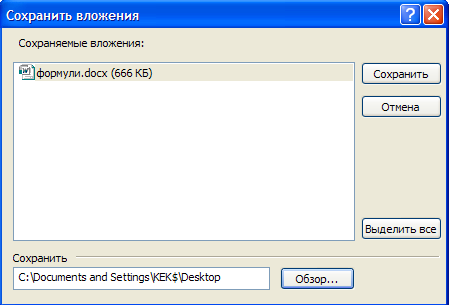 Сохранить вложения
Сохраняемые вложения:
формули.docx (666 КБ)
Сохранить
Отмена
Выделить все
Сохранить
C:\Documents and Settings\KEK$\Desktop
Обзор...